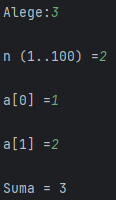 Alege:3
n (1..100) =2
a[0] =1
a[1] =2
Suma = 3